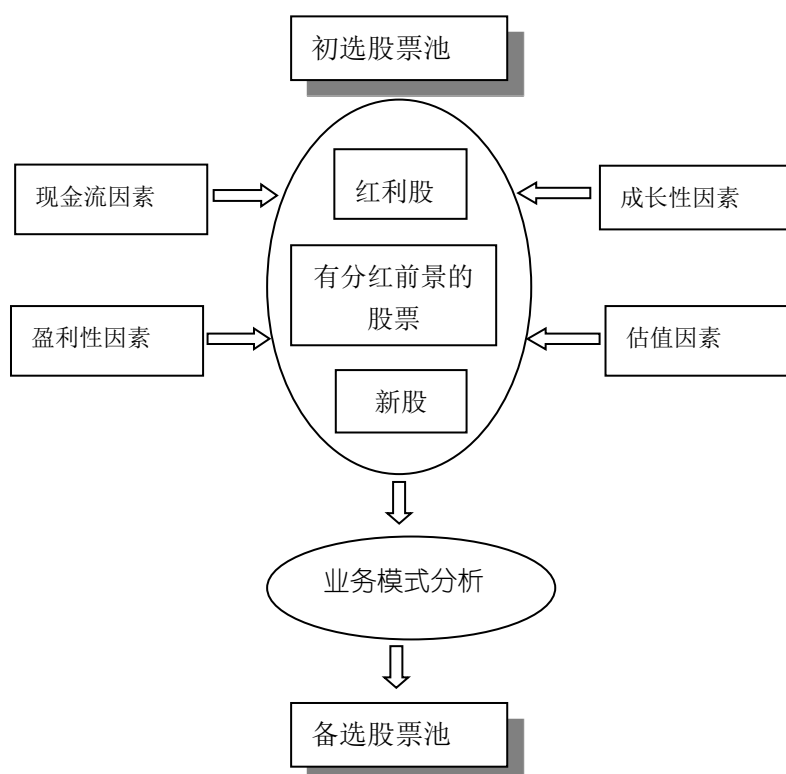 初选股票池
红利股
现金流因素
成长性因素
有分红前景的
股票
盈利性因素
估值因素
新股
业务模式分析
备选股票池